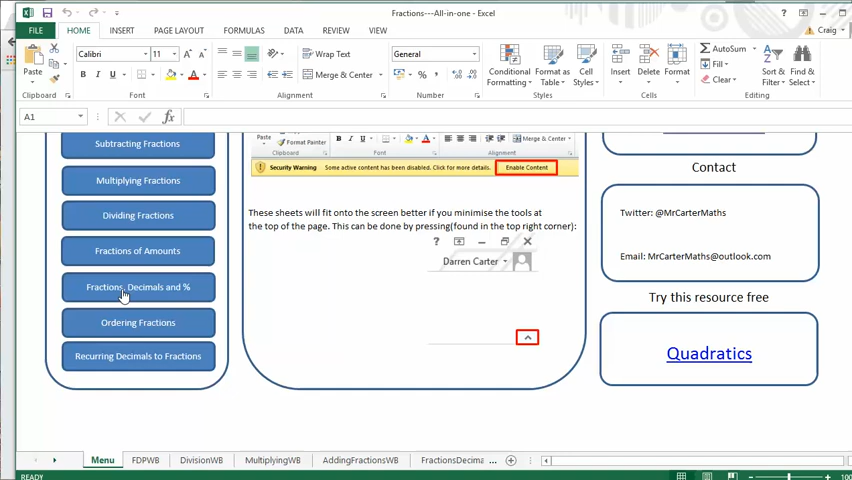 Fractions---All-in-one - Excel
FILE HOME INSERT PAGE LAYOUT FORMULAS DATA REVIEW VIEW Craig
Calibri 11 Wrap Text General AutoSum
Fill
Paste B I U Merge & Center % Conditional Formatting Format as Table Cell Styles Insert Delete Format Clear Sort & Filter Find & Select
Clipboard Font Alignment Number Styles Cells Editing
A1 fx
Subtracting Fractions
Multiplying Fractions
Dividing Fractions
Fractions of Amounts
Fractions, Decimals and %
Ordering Fractions
Recurring Decimals to Fractions
Paste Format Painter B I U Merge & Center
Clipboard Font Alignment
Security Warning Some active content has been disabled. Click for more details. Enable Content
These sheets will fit onto the screen better if you minimise the tools at
the top of the page. This can be done by pressing(found in the top right corner):
Darren Carter
Contact
Twitter: @MrCarterMaths
Email: MrCarterMaths@outlook.com
Try this resource free
Quadratics
Menu FDPWB DivisionWB MultiplyingWB AddingFractionsWB FractionsDecima ...
READY 100